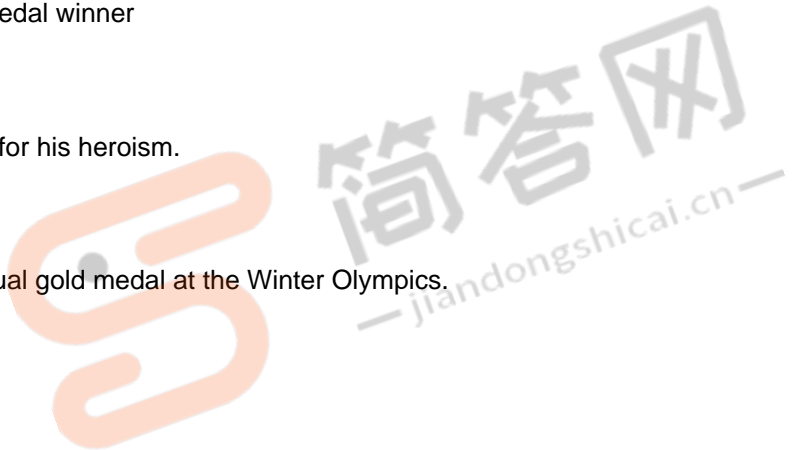 edal winner
for his heroism.
ual gold medal at the Winter Olympics.
简答网
jiandongshicai.cn